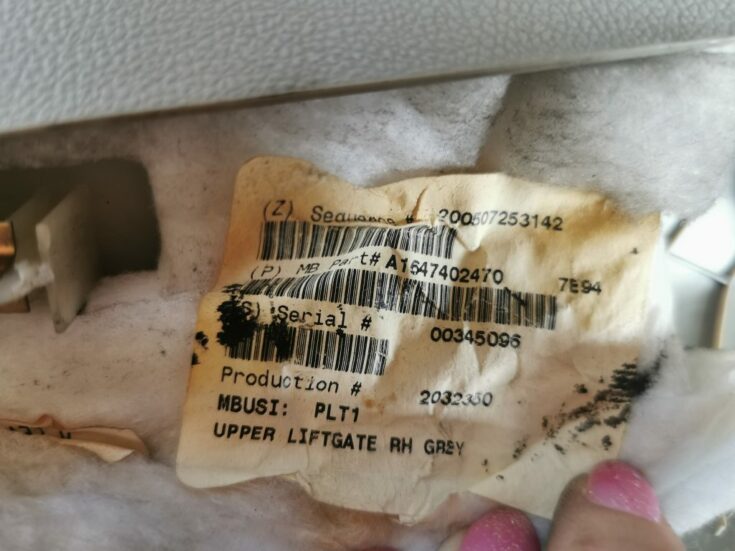 (Z) Sequence # 200607253142
(P) MB Part# A1647402470 7E94
(S) Serial # 00345096
Production # 2032350
MBUSI: PLT1
UPPER LIFTGATE RH GREY